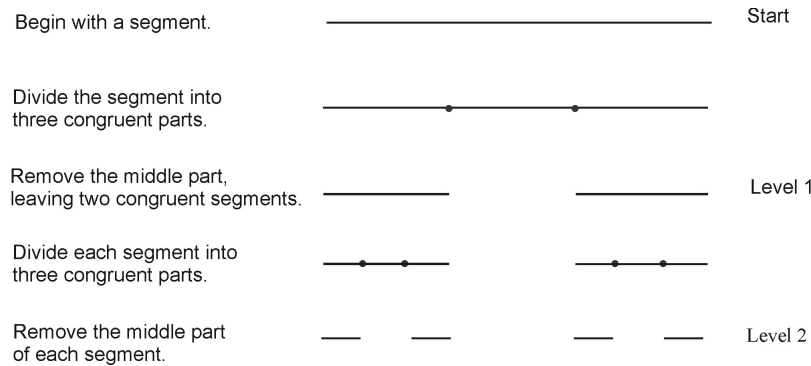 Begin with a segment.
Start
Divide the segment into
three congruent parts.
Remove the middle part,
leaving two congruent segments.
Level 1
Divide each segment into
three congruent parts.
Remove the middle part
of each segment.
Level 2